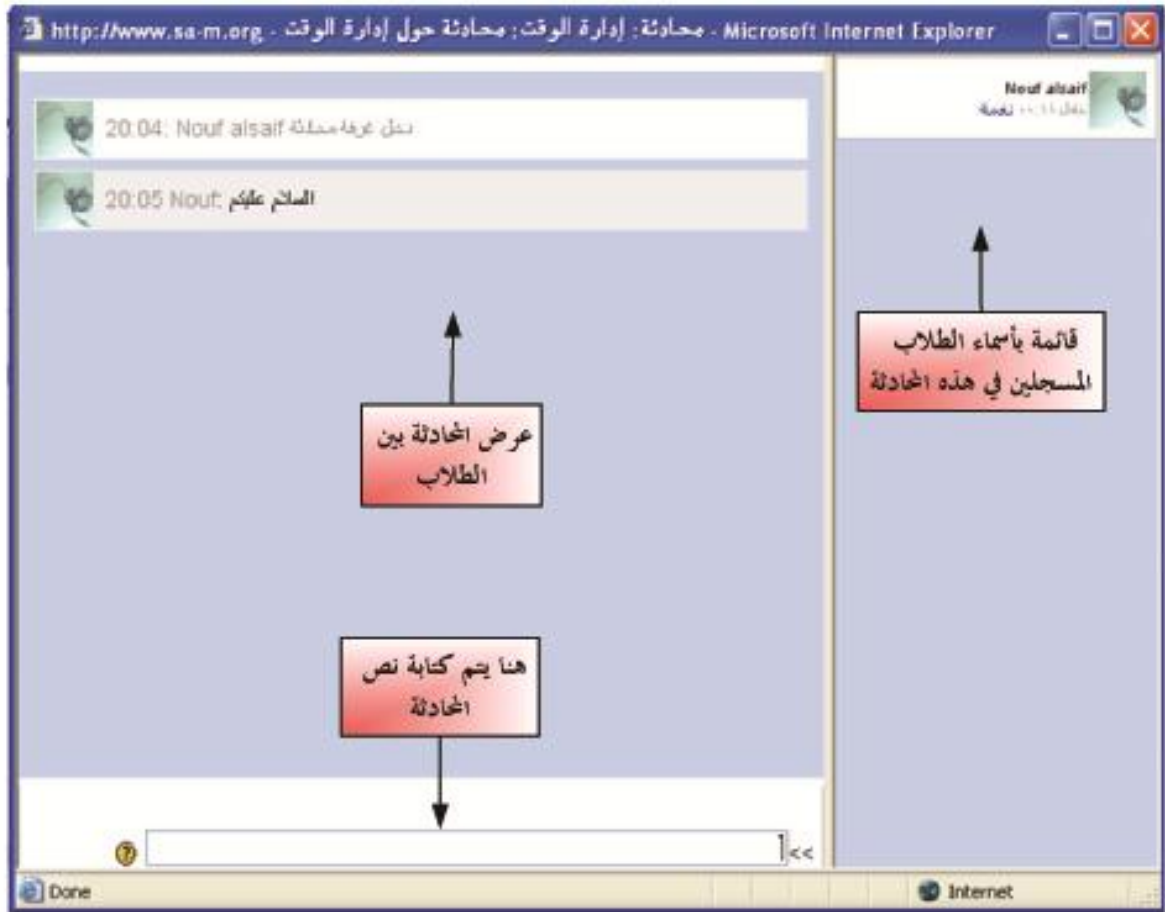 http://www.sa-m.org - محادثة: إدارة الوقت: محادثة حول إدارة الوقت - Microsoft Internet Explorer
Nouf alsaif
نغمة
20:04: Nouf alsaif دخل غرفة محادثة
20:05 Nouf: السلام عليكم
قائمة بأسماء الطلاب
المسجلين في هذه المحادثة
عرض المحادثة بين
الطلاب
هنا يتم كتابة نص
المحادثة
<<
Done
Internet